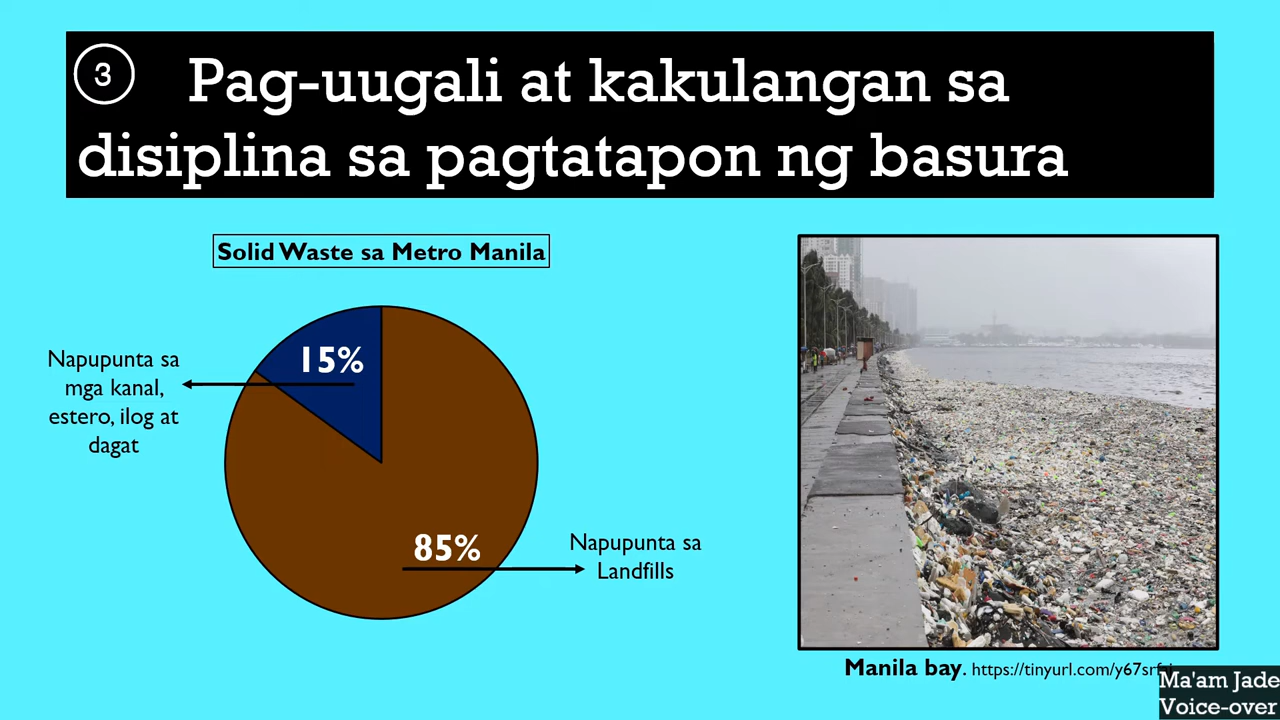 3 Pag-uugali at kakulangan sa
disiplina sa pagtatapon ng basura
Solid Waste sa Metro Manila
15%
Napupunta sa
mga kanal,
estero, ilog at
dagat
85%
Napupunta sa
Landfills
Manila bay.
Ma'am Jade
Voice-over